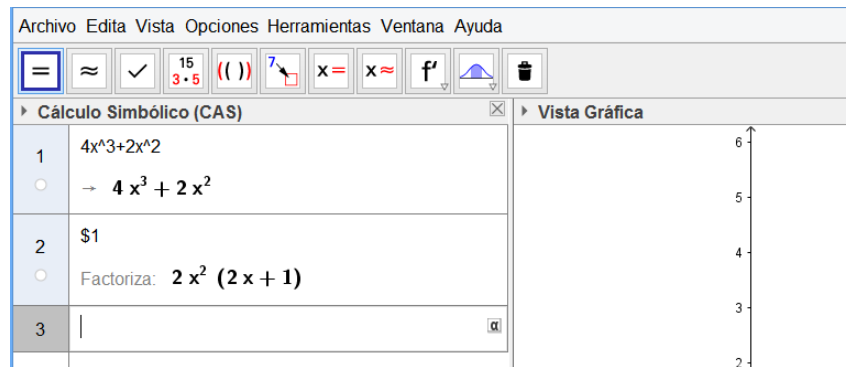 Archivo Edita Vista Opciones Herramientas Ventana Ayuda
= ≈ ✓ 15 3·5 (( )) 7 x= x≈ f′
Cálculo Simbólico (CAS)
Vista Gráfica
1
4x^3+2x^2
→ 4 x³ + 2 x²
2
$1
Factoriza: 2 x² (2 x + 1)
3
α
6
5
4
3
2